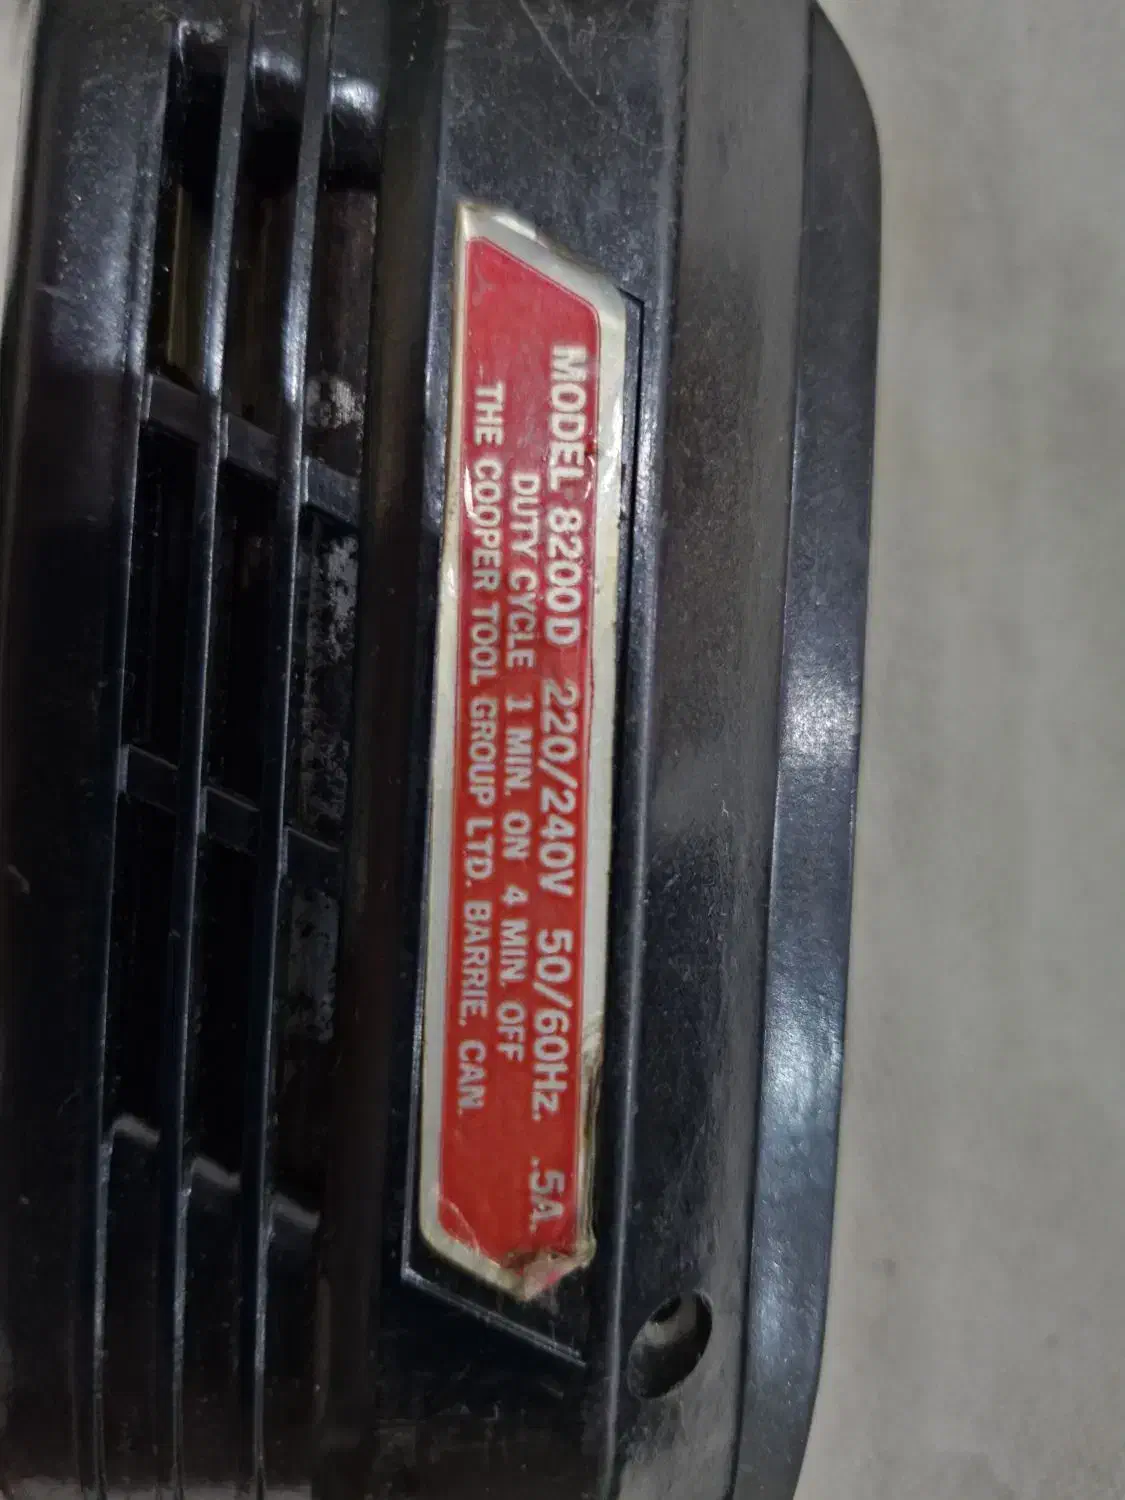 MODEL 8200D 220/240V 50/60Hz. .5A.
DUTY CYCLE 1 MIN. ON 4 MIN. OFF
THE COOPER TOOL GROUP LTD. BARRIE, CAN.